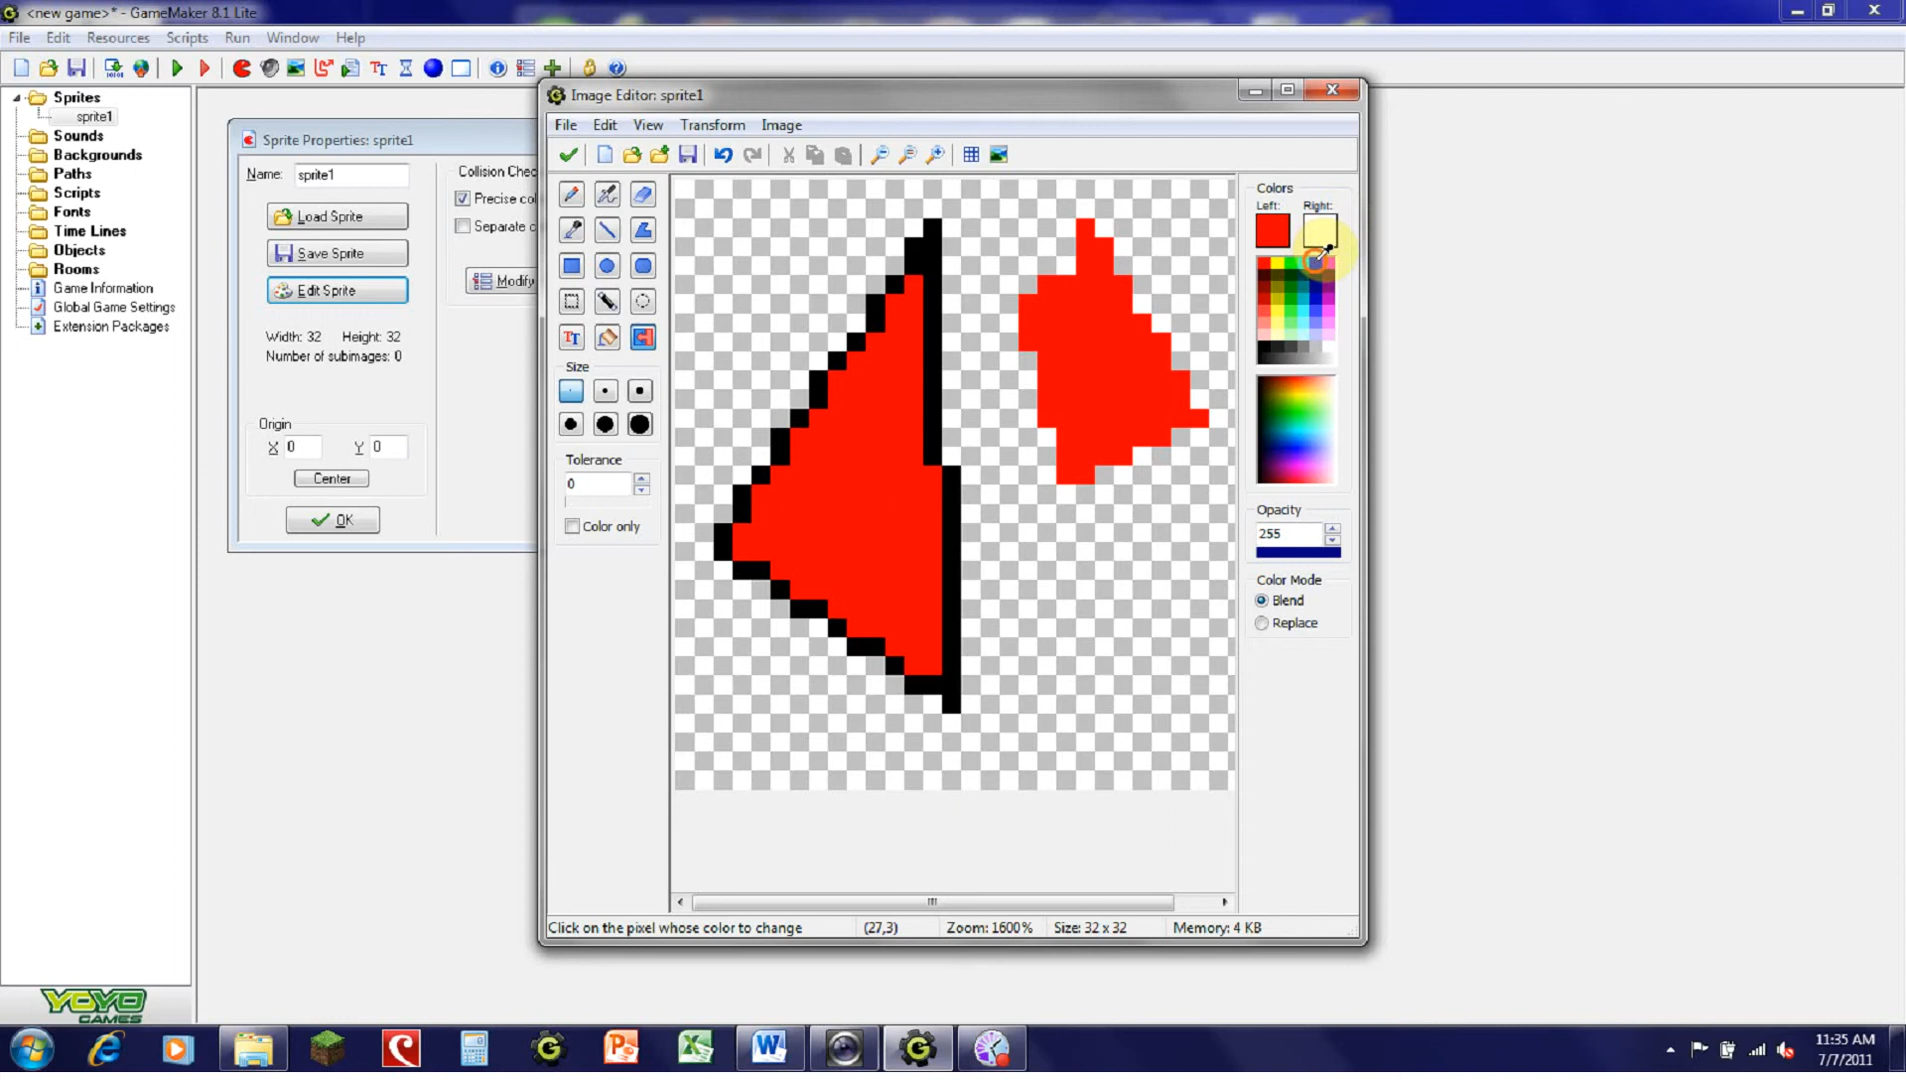 <new game>* - GameMaker 8.1 Lite
File Edit Resources Scripts Run Window Help
Sprites
sprite1
Sounds
Backgrounds
Paths
Scripts
Fonts
Time Lines
Objects
Rooms
Game Information
Global Game Settings
Extension Packages
YOYO
GAMES
Sprite Properties: sprite1
Name: sprite1
Load Sprite
Save Sprite
Edit Sprite
Width: 32 Height: 32
Number of subimages: 0
Origin
X 0 Y 0
Center
OK
Collision Chec
Precise col
Separate c
Modify
Image Editor: sprite1
File Edit View Transform Image
Size
Tolerance
0
Color only
Colors
Left: Right:
Opacity
255
Color Mode
Blend
Replace
Click on the pixel whose color to change (27,3) Zoom: 1600% Size: 32 x 32 Memory: 4 KB
11:35 AM
7/7/2011